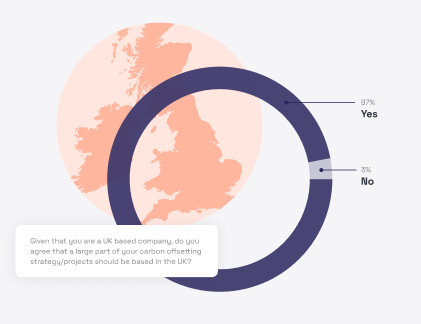 97%
Yes
3%
No
Given that you are a UK based company, do you
agree that a large part of your carbon offsetting
strategy/projects should be based in the UK?